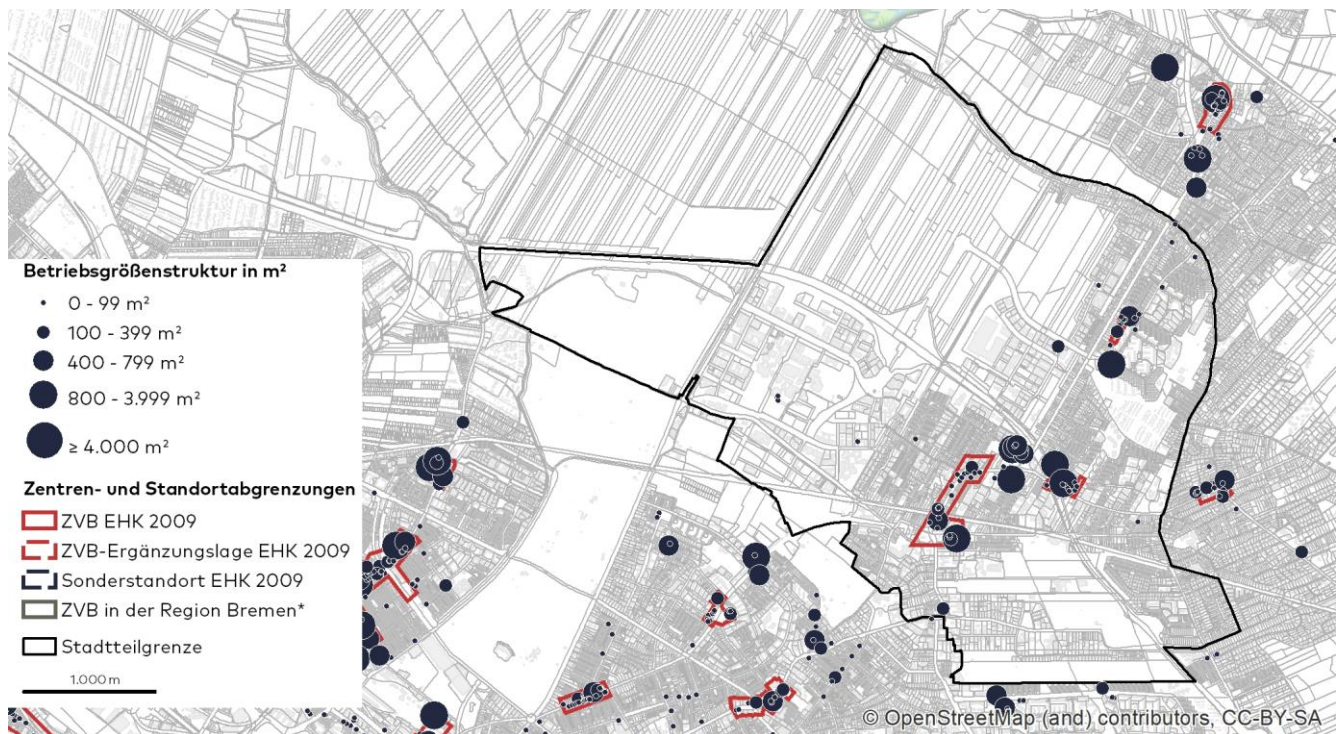 Betriebsgrößenstruktur in m²
0 - 99 m²
100 - 399 m²
400 - 799 m²
800 - 3.999 m²
≥ 4.000 m²
Zentren- und Standortabgrenzungen
ZVB EHK 2009
ZVB-Ergänzungslage EHK 2009
Sonderstandort EHK 2009
ZVB in der Region Bremen*
Stadtteilgrenze
1.000 m
© OpenStreetMap (and) contributors, CC-BY-SA